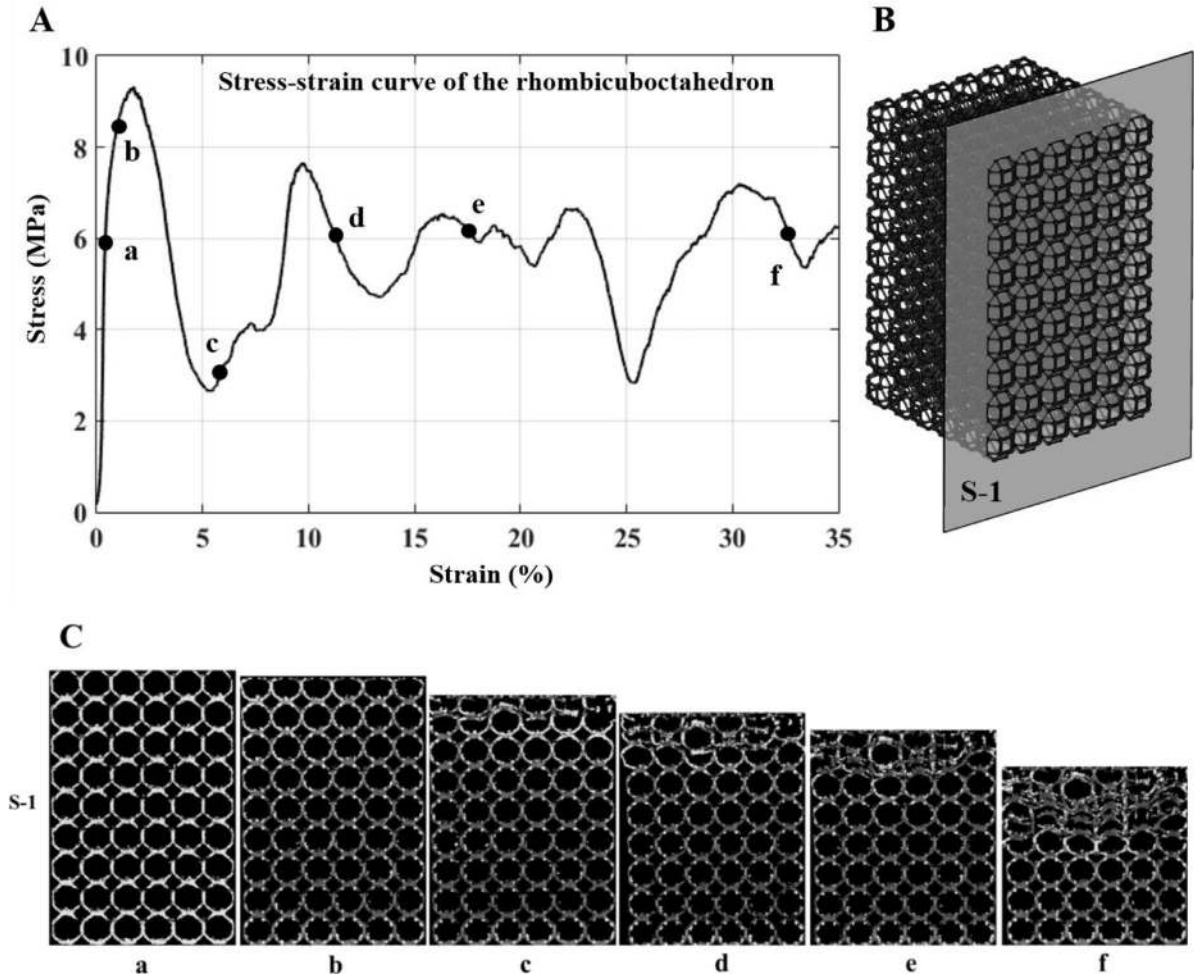 A
B
Stress-strain curve of the rhombicuboctahedron
Stress (MPa)
10
8
6
4
2
0
b
a
c
d
e
f
0
5
10
15
20
25
30
35
Strain (%)
S-1
C
S-1
a
b
c
d
e
f